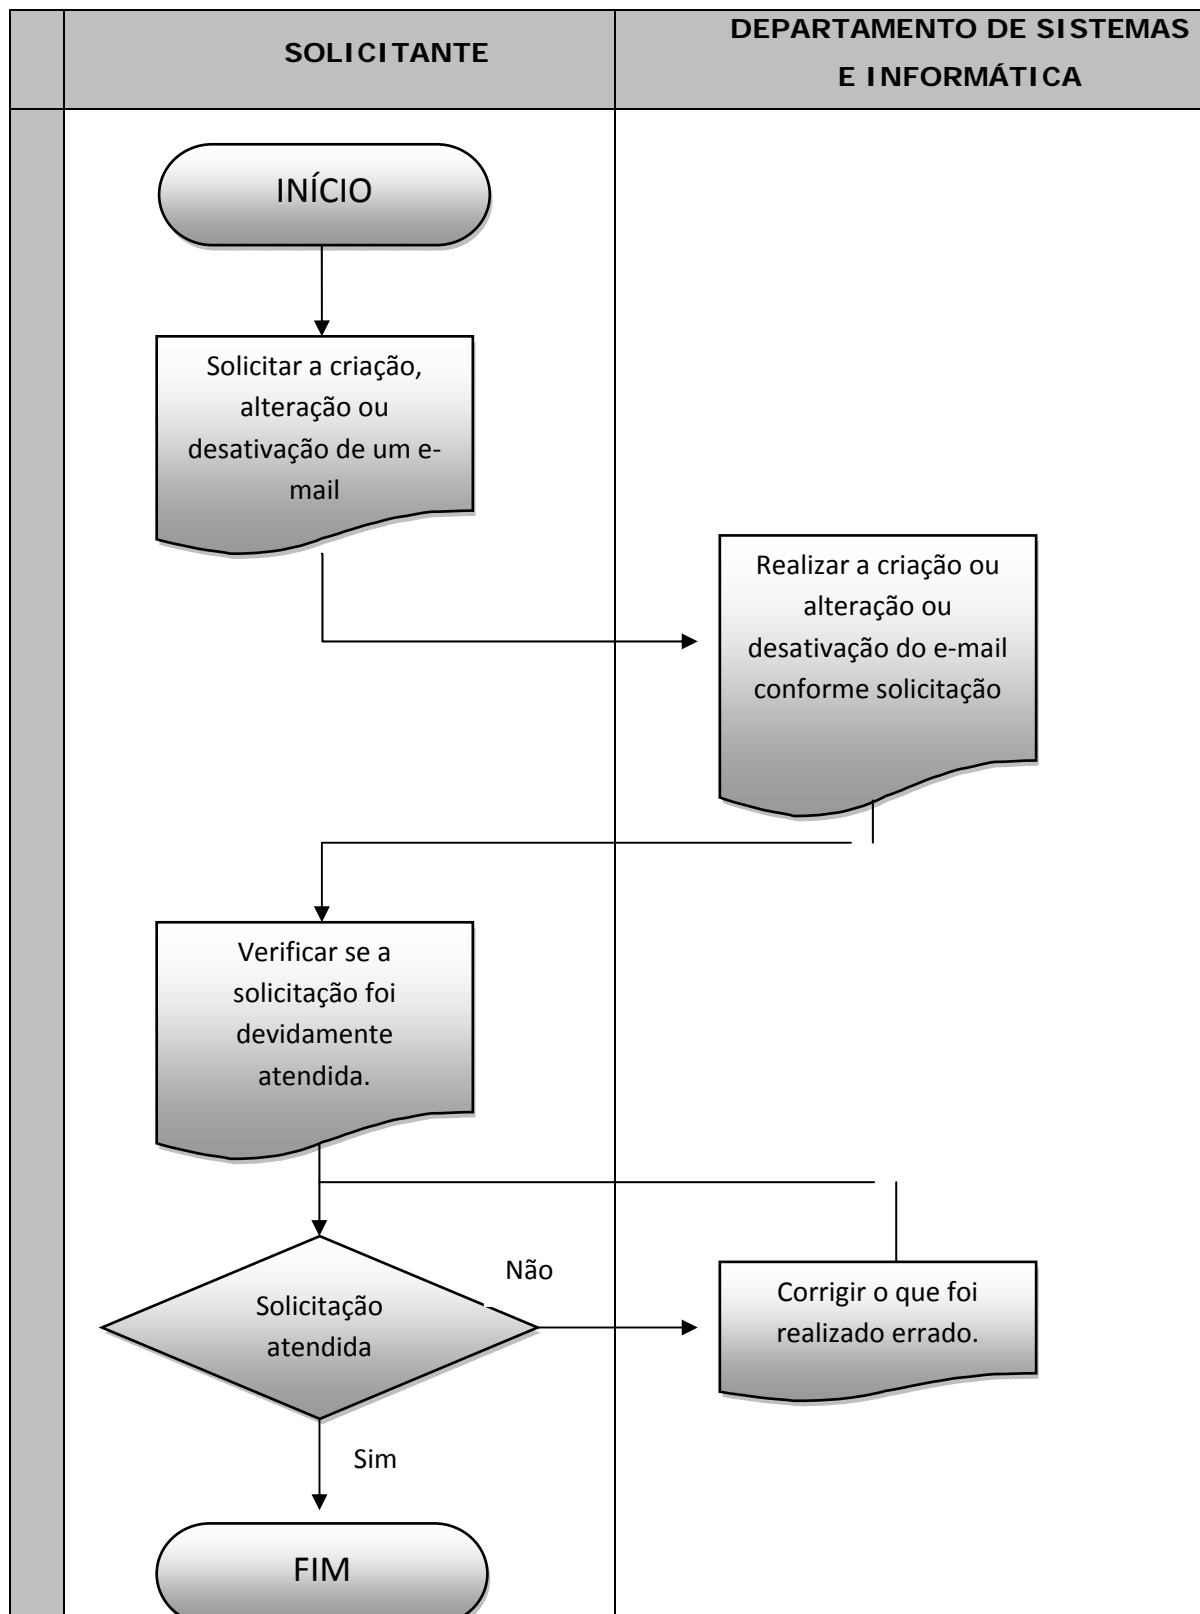 SOLICITANTE
DEPARTAMENTO DE SISTEMAS
E INFORMÁTICA
INÍCIO
Solicitar a criação,
alteração ou
desativação de um e-
mail
Realizar a criação ou
alteração ou
desativação do e-mail
conforme solicitação
Verificar se a
solicitação foi
devidamente
atendida.
Não
Solicitação
atendida
Corrigir o que foi
realizado errado.
Sim
FIM